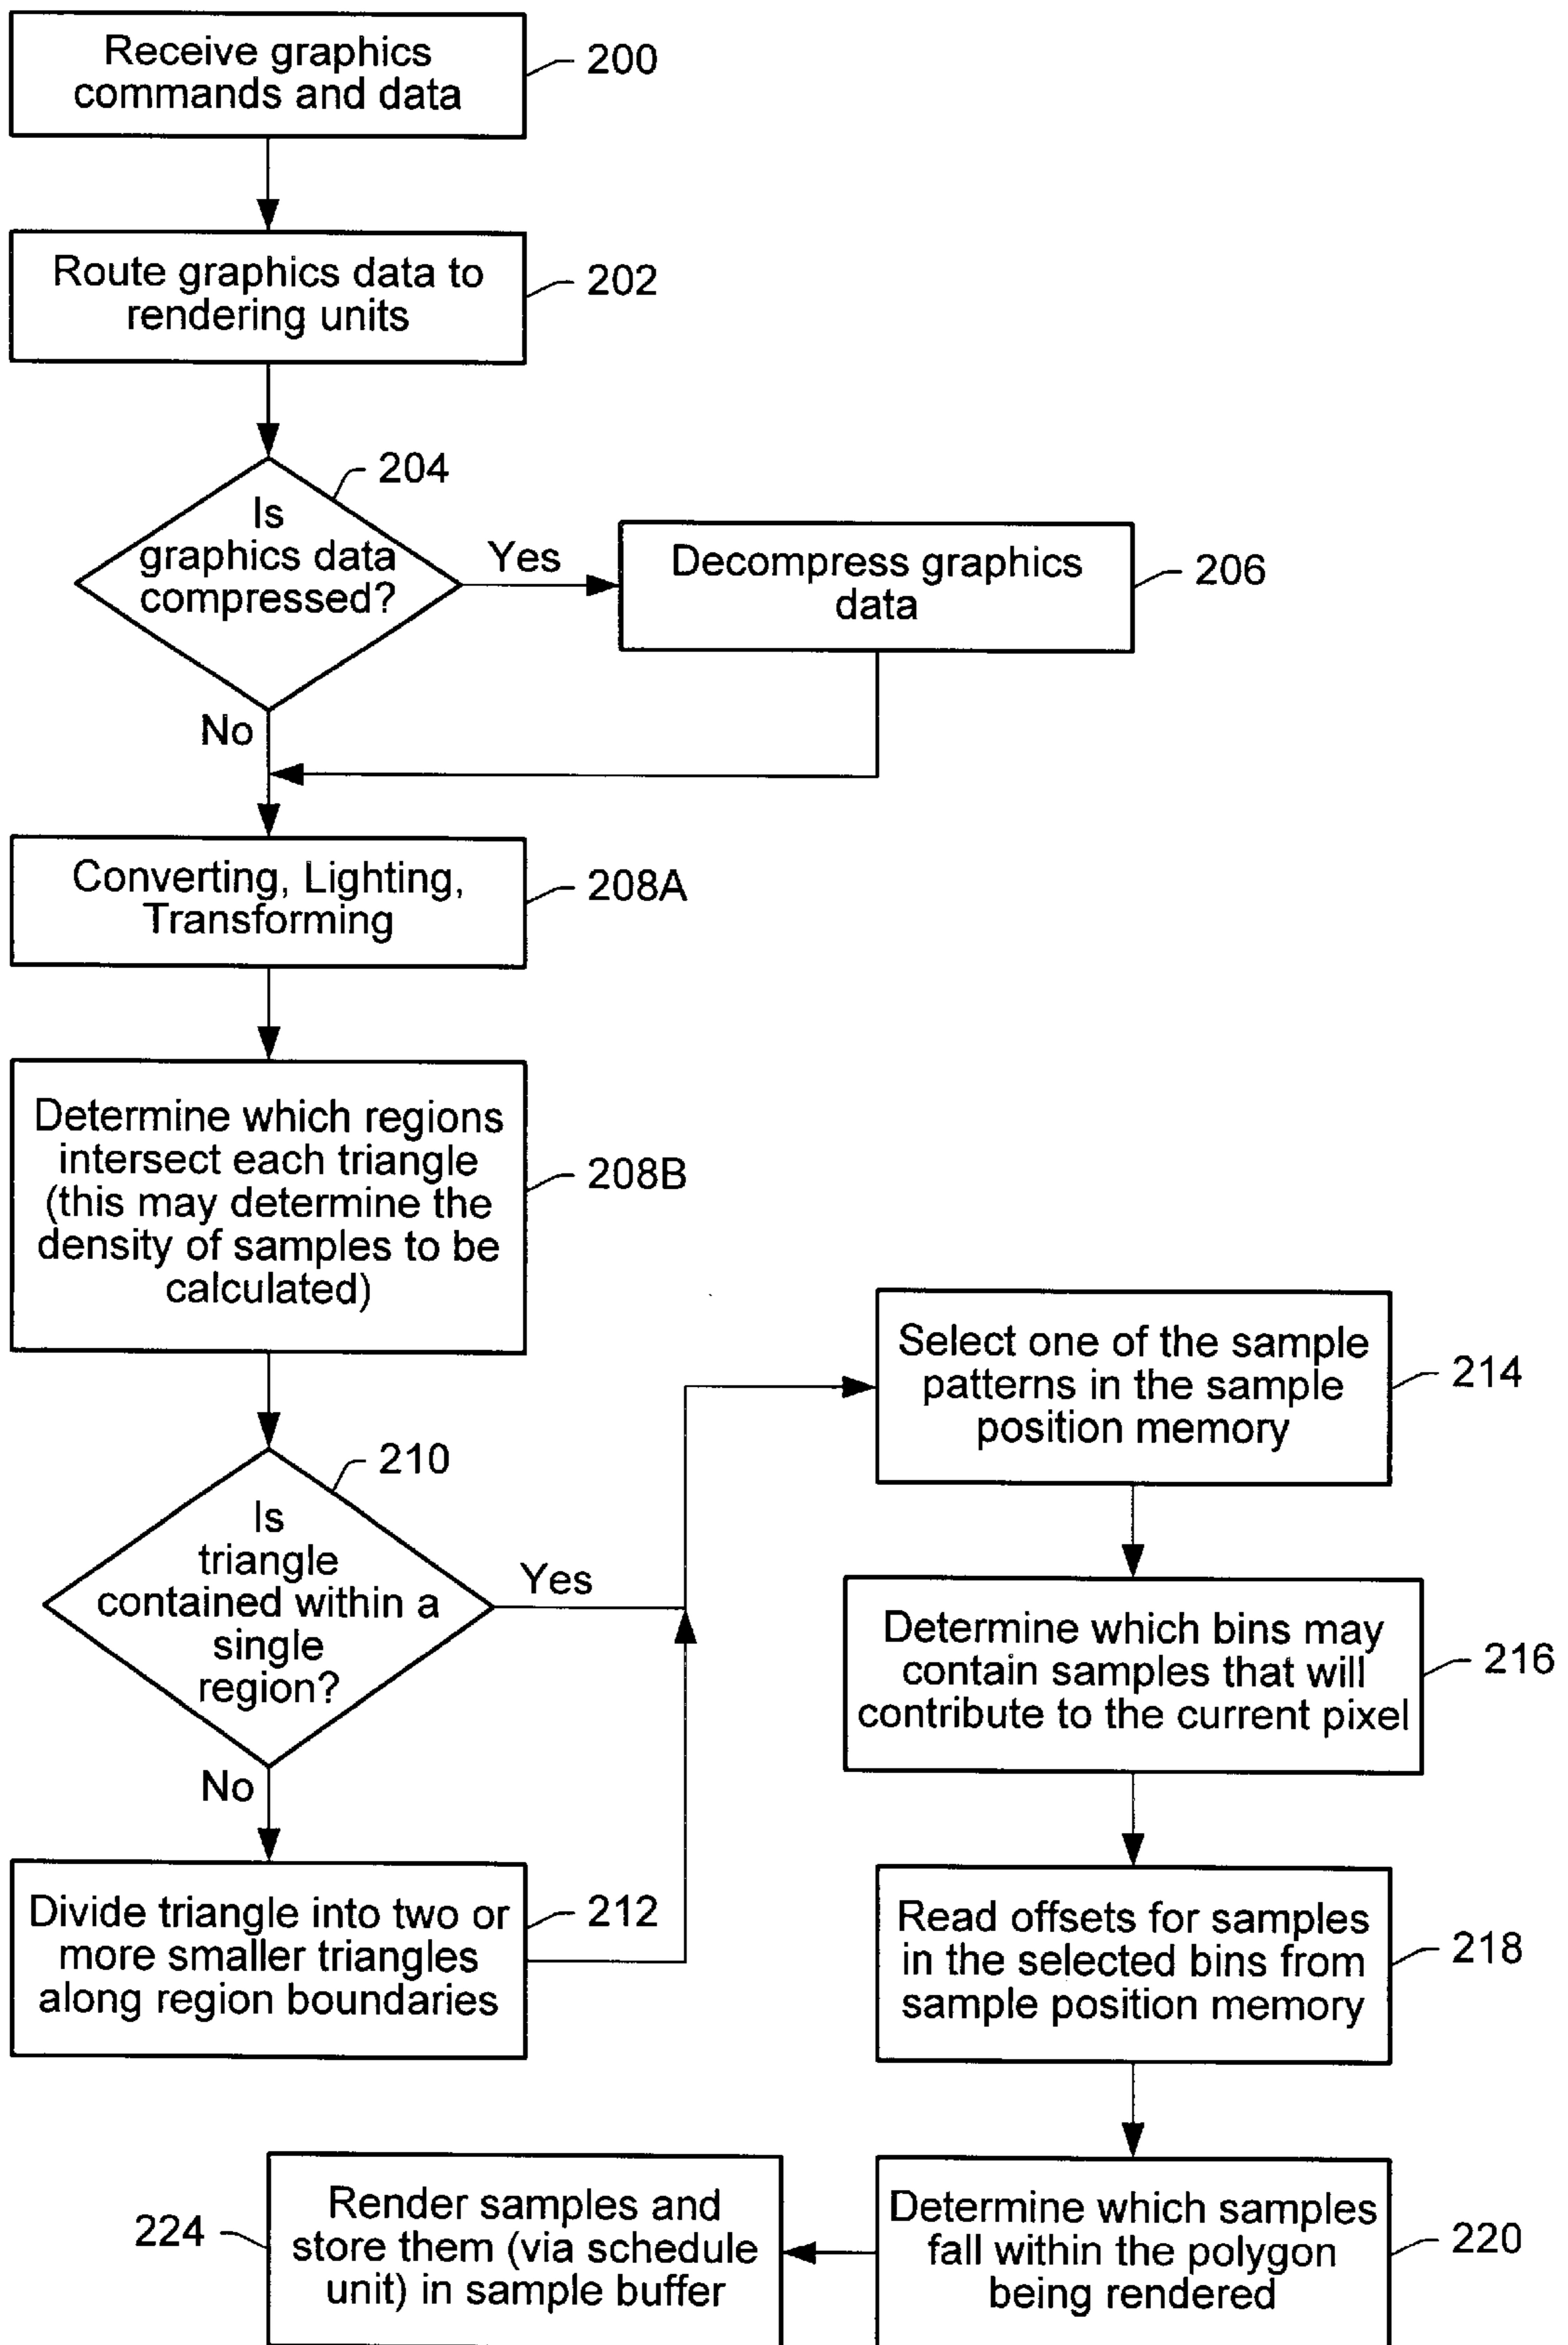 Receive graphics
commands and data
200
Route graphics data to
rendering units
202
204
Is
graphics data
compressed?
Yes
Decompress graphics
data
206
No
Converting, Lighting,
Transforming
208A
Determine which regions
intersect each triangle
(this may determine the
density of samples to be
calculated)
208B
210
Is
triangle
contained within a
single
region?
Yes
No
Divide triangle into two or
more smaller triangles
along region boundaries
212
Select one of the sample
patterns in the sample
position memory
214
Determine which bins may
contain samples that will
contribute to the current pixel
216
Read offsets for samples
in the selected bins from
sample position memory
218
Determine which samples
fall within the polygon
being rendered
220
Render samples and
store them (via schedule
unit) in sample buffer
224